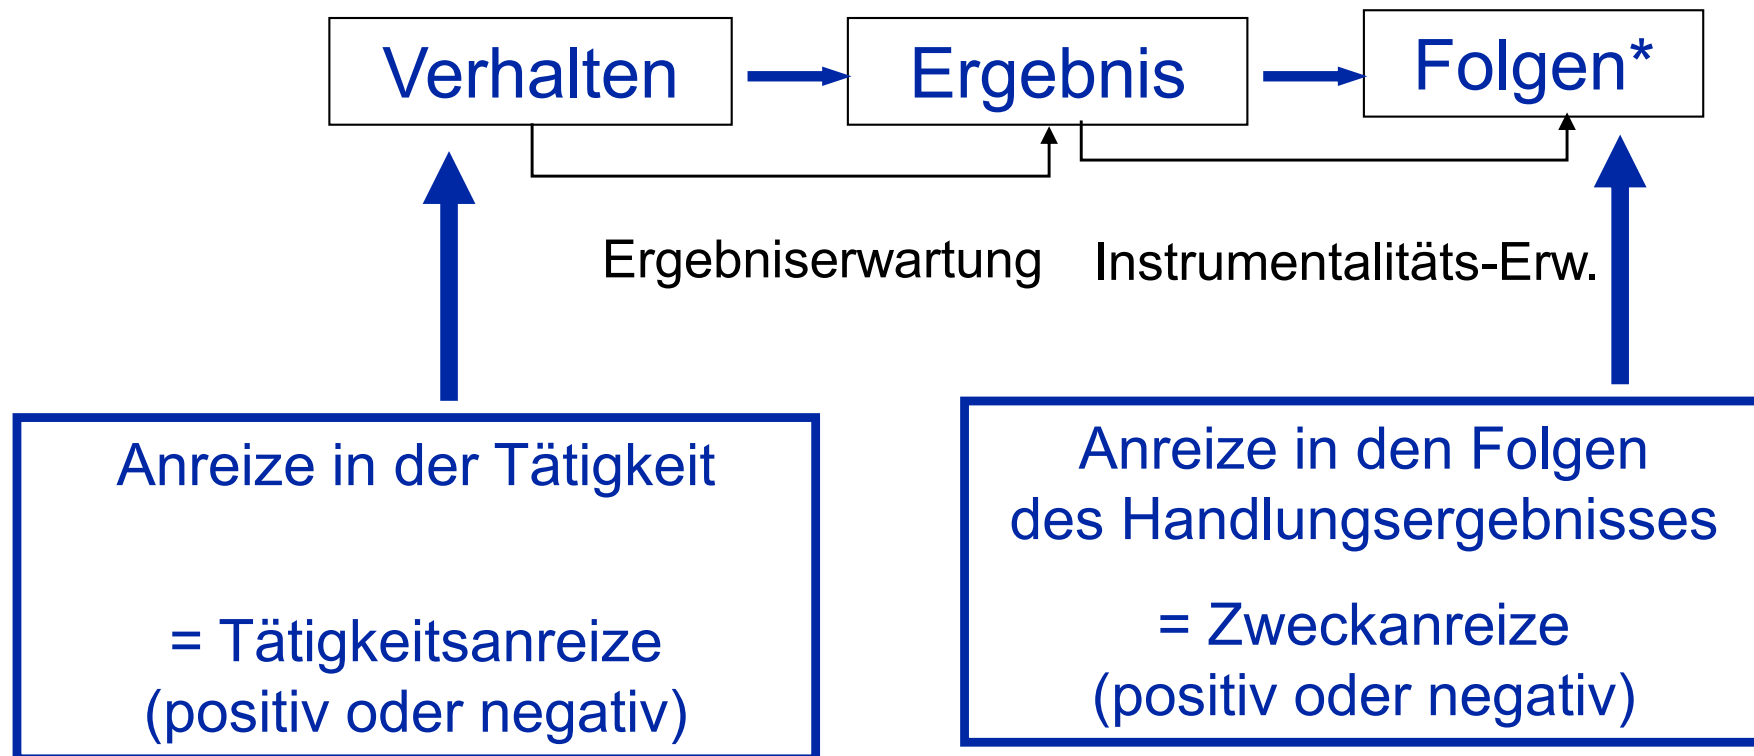 Verhalten
Ergebnis
Folgen*
Ergebniserwartung
Instrumentalitäts-Erw.
Anreize in der Tätigkeit
= Tätigkeitsanreize
(positiv oder negativ)
Anreize in den Folgen
des Handlungsergebnisses
= Zweckanreize
(positiv oder negativ)